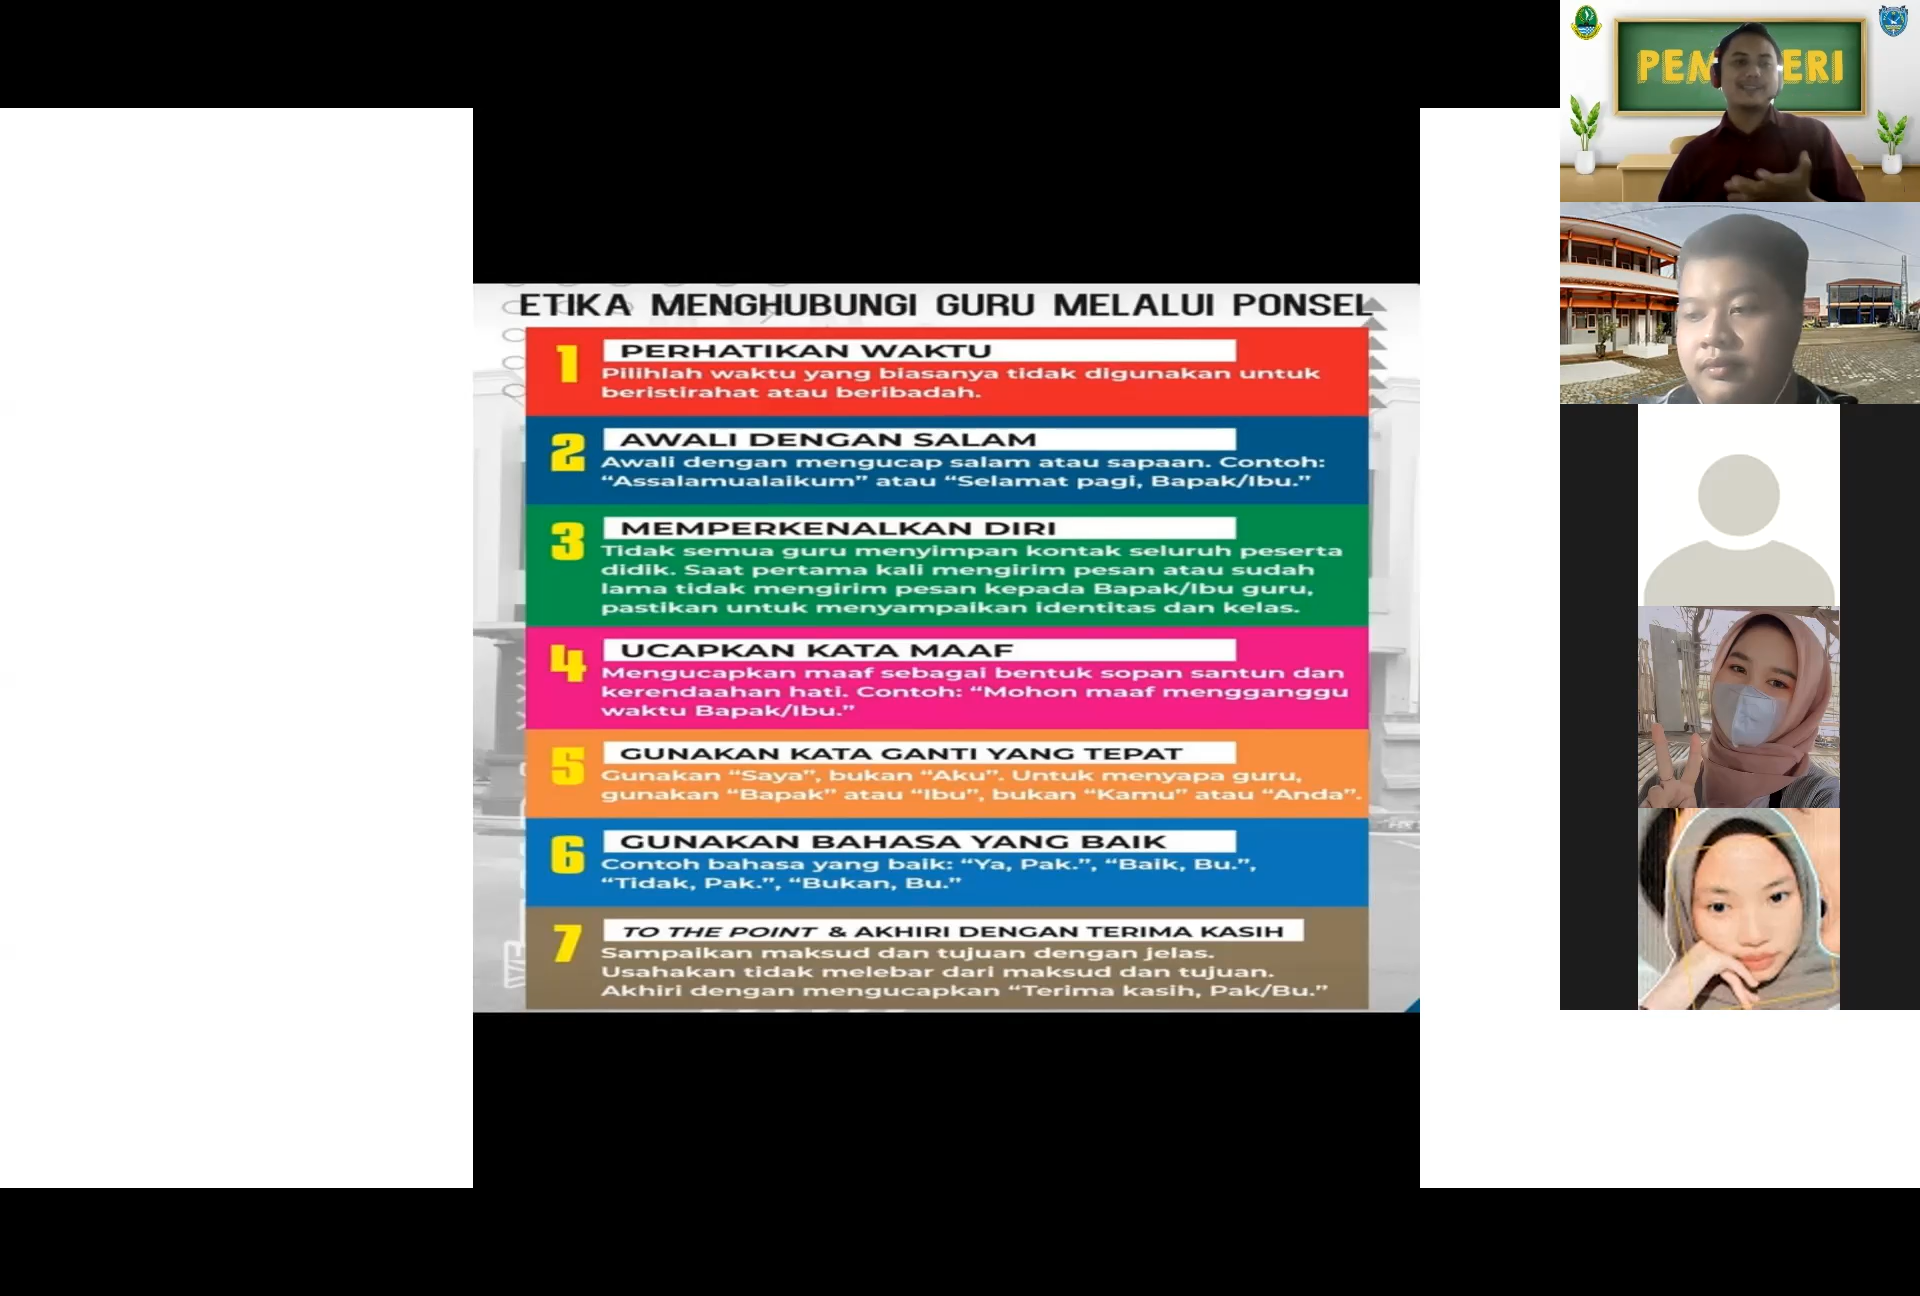 ETIKA MENGHUBUNGI GURU MELALUI PONSEL
1
PERHATIKAN WAKTU
Pilihlah waktu yang biasanya tidak digunakan untuk
beristirahat atau beribadah.
2
AWALI DENGAN SALAM
Awali dengan mengucap salam atau sapaan. Contoh:
“Assalamualaikum” atau “Selamat pagi, Bapak/Ibu.”
3
MEMPERKENALKAN DIRI
Tidak semua guru menyimpan kontak seluruh peserta
didik. Saat pertama kali mengirim pesan atau sudah
lama tidak mengirim pesan kepada Bapak/Ibu guru,
pastikan untuk menyampaikan identitas dan kelas.
4
UCAPKAN KATA MAAF
Mengucapkan maaf sebagai bentuk sopan santun dan
kerendaahan hati. Contoh: “Mohon maaf mengganggu
waktu Bapak/Ibu.”
5
GUNAKAN KATA GANTI YANG TEPAT
Gunakan “Saya”, bukan “Aku”. Untuk menyapa guru,
gunakan “Bapak” atau “Ibu”, bukan “Kamu” atau “Anda”.
6
GUNAKAN BAHASA YANG BAIK
Contoh bahasa yang baik: “Ya, Pak.”, “Baik, Bu.”,
“Tidak, Pak.”, “Bukan, Bu.”
7
TO THE POINT & AKHIRI DENGAN TERIMA KASIH
Sampaikan maksud dan tujuan dengan jelas.
Usahakan tidak melebar dari maksud dan tujuan.
Akhiri dengan mengucapkan “Terima kasih, Pak/Bu.”